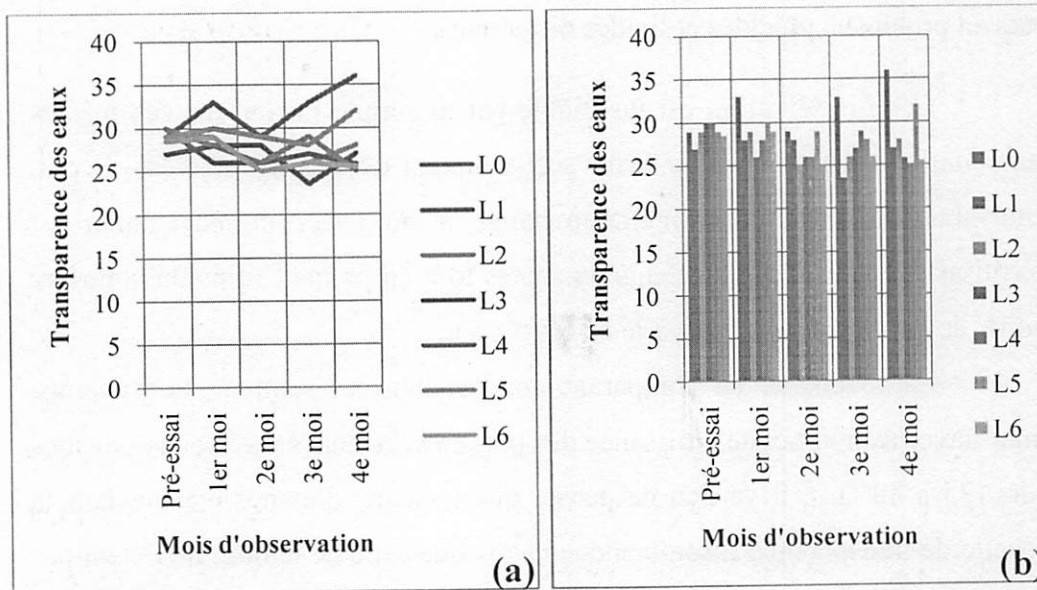 Transparence des eaux
40
35
30
25
20
15
10
5
0
Pré-essai
1er moi
2e moi
3e moi
4e moi
Mois d'observation
L0
L1
L2
L3
L4
L5
L6
(a)
Transparence des eaux
40
35
30
25
20
15
10
5
0
Pré-essai
1er moi
2e moi
3e moi
4e moi
Mois d'observation
L0
L1
L2
L3
L4
L5
L6
(b)